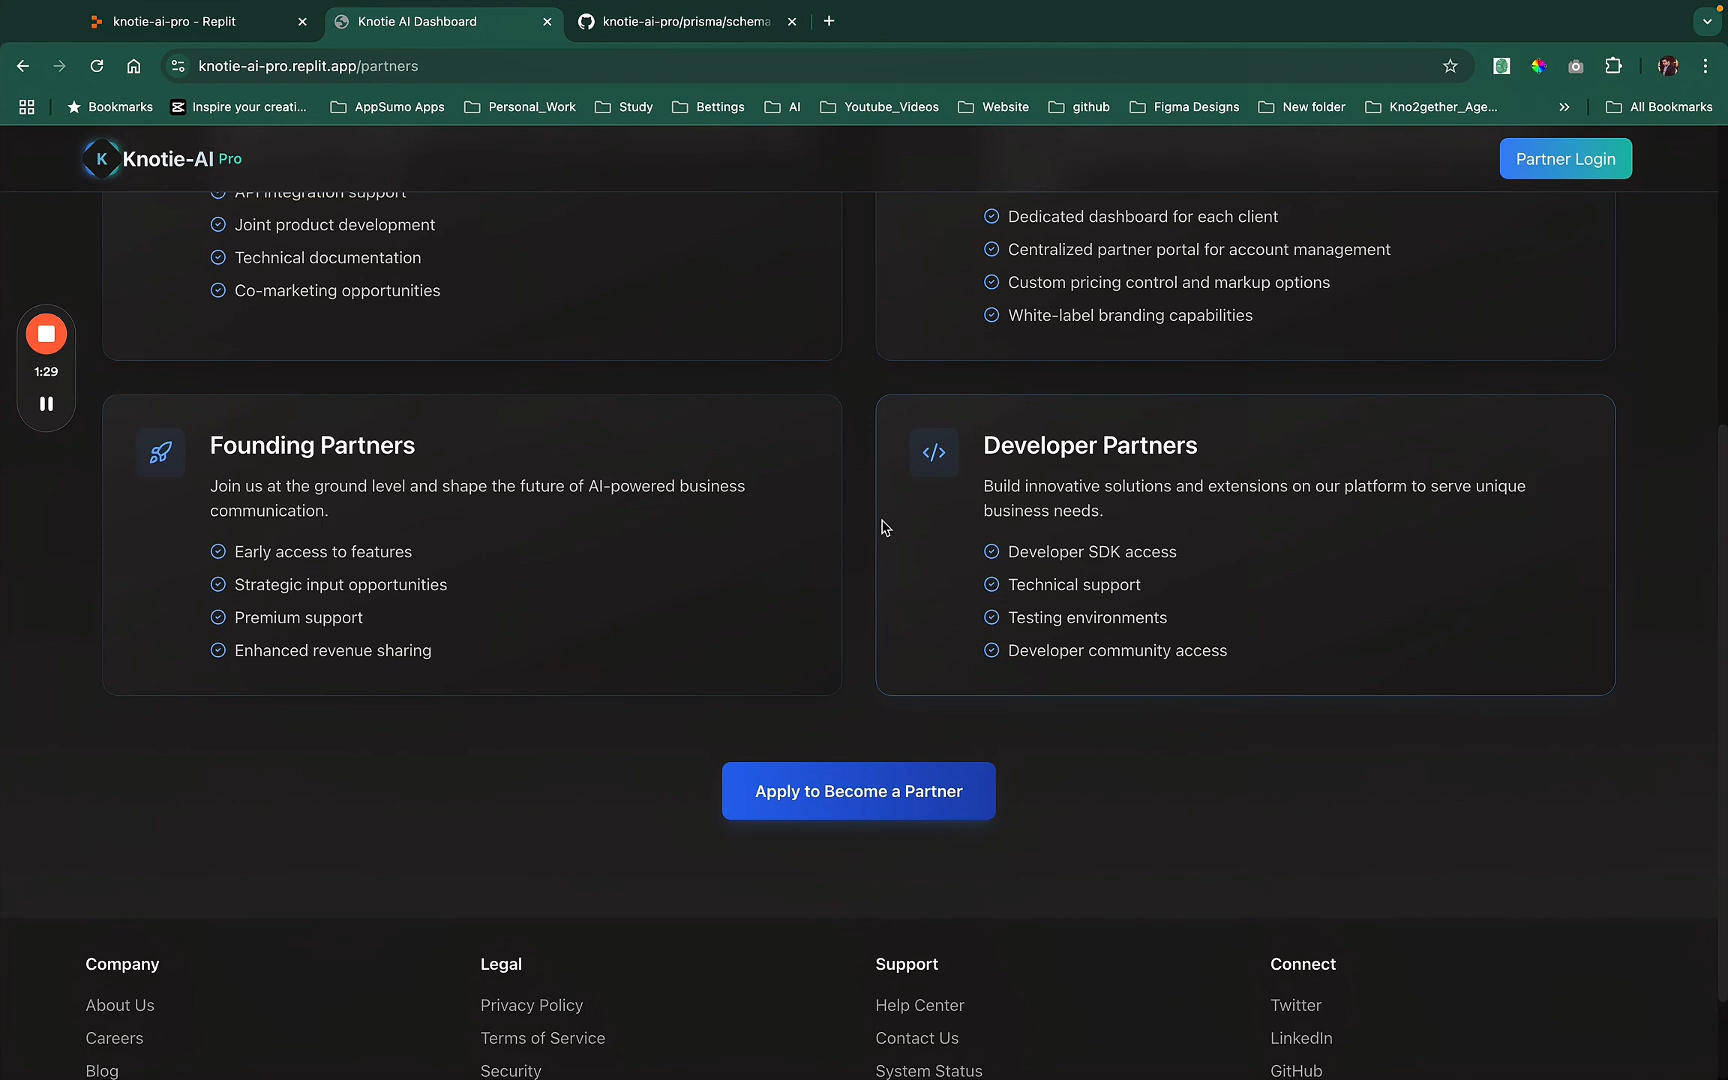 knotie-ai-pro - Replit
Knotie AI Dashboard
knotie-ai-pro/prisma/schema
knotie-ai-pro.replit.app/partners
Bookmarks
Inspire your creati...
AppSumo Apps
Personal_Work
Study
Bettings
AI
Youtube_Videos
Website
github
Figma Designs
New folder
Kno2gether_Age...
All Bookmarks
K
Knotie-AI Pro
Partner Login
API integration support
Joint product development
Technical documentation
Co-marketing opportunities
Dedicated dashboard for each client
Centralized partner portal for account management
Custom pricing control and markup options
White-label branding capabilities
1:29
Founding Partners
Join us at the ground level and shape the future of AI-powered business
communication.
Early access to features
Strategic input opportunities
Premium support
Enhanced revenue sharing
Developer Partners
Build innovative solutions and extensions on our platform to serve unique
business needs.
Developer SDK access
Technical support
Testing environments
Developer community access
Apply to Become a Partner
Company
About Us
Careers
Blog
Legal
Privacy Policy
Terms of Service
Security
Support
Help Center
Contact Us
System Status
Connect
Twitter
LinkedIn
GitHub